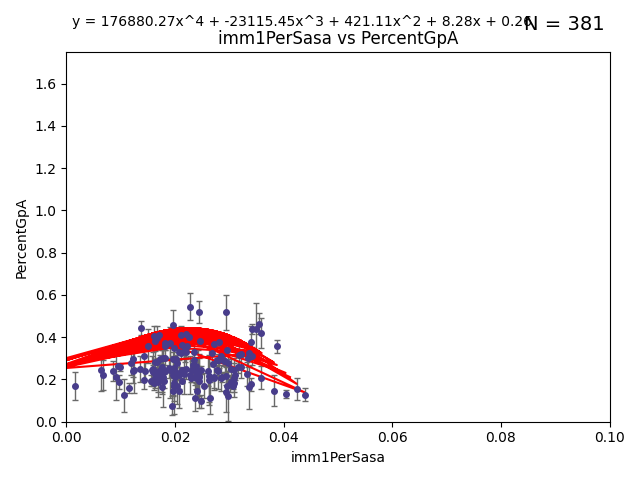 y = 176880.27x^4 + -23115.45x^3 + 421.11x^2 + 8.28x + 0.26
N = 381
imm1PerSasa vs PercentGpA
1.6
1.4
1.2
1.0
0.8
0.6
0.4
0.2
0.0
PercentGpA
0.00 0.02 0.04 0.06 0.08 0.10
imm1PerSasa